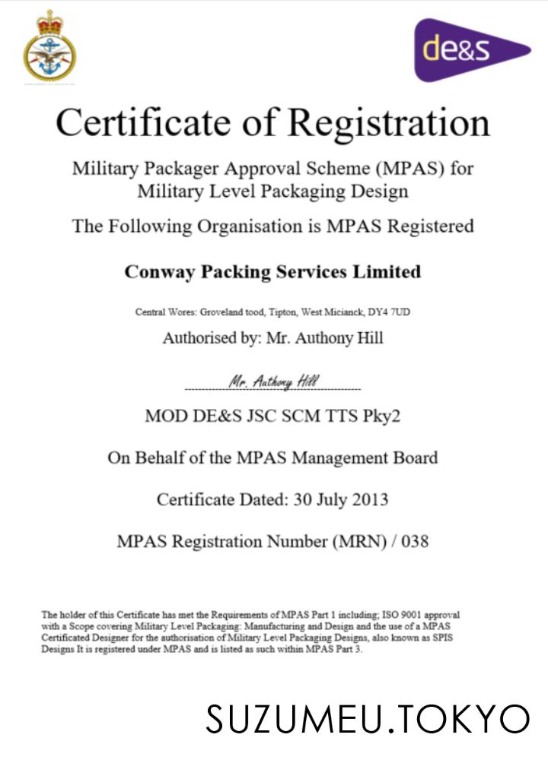 de&s
Certificate of Registration
Military Packager Approval Scheme (MPAS) for
Military Level Packaging Design
The Following Organisation is MPAS Registered
Conway Packing Services Limited
Central Wores: Groveland tood, Tipton, West Micianck, DY4 7UD
Authorised by: Mr. Authony Hill
Mr. Authony Hill
MOD DE&S JSC SCM TTS Pky2
On Behalf of the MPAS Management Board
Certificate Dated: 30 July 2013
MPAS Registration Number (MRN) / 038
The holder of this Certificate has met the Requirements of MPAS Part 1 including; ISO 9001 approval
with a Scope covering Military Level Packaging: Manufacturing and Design and the use of a MPAS
Certificated Designer for the authorisation of Military Level Packaging Designs, also known as SPIS
Designs It is registered under MPAS and is listed as such within MPAS Part 3.
SUZUMEU.TOKYO